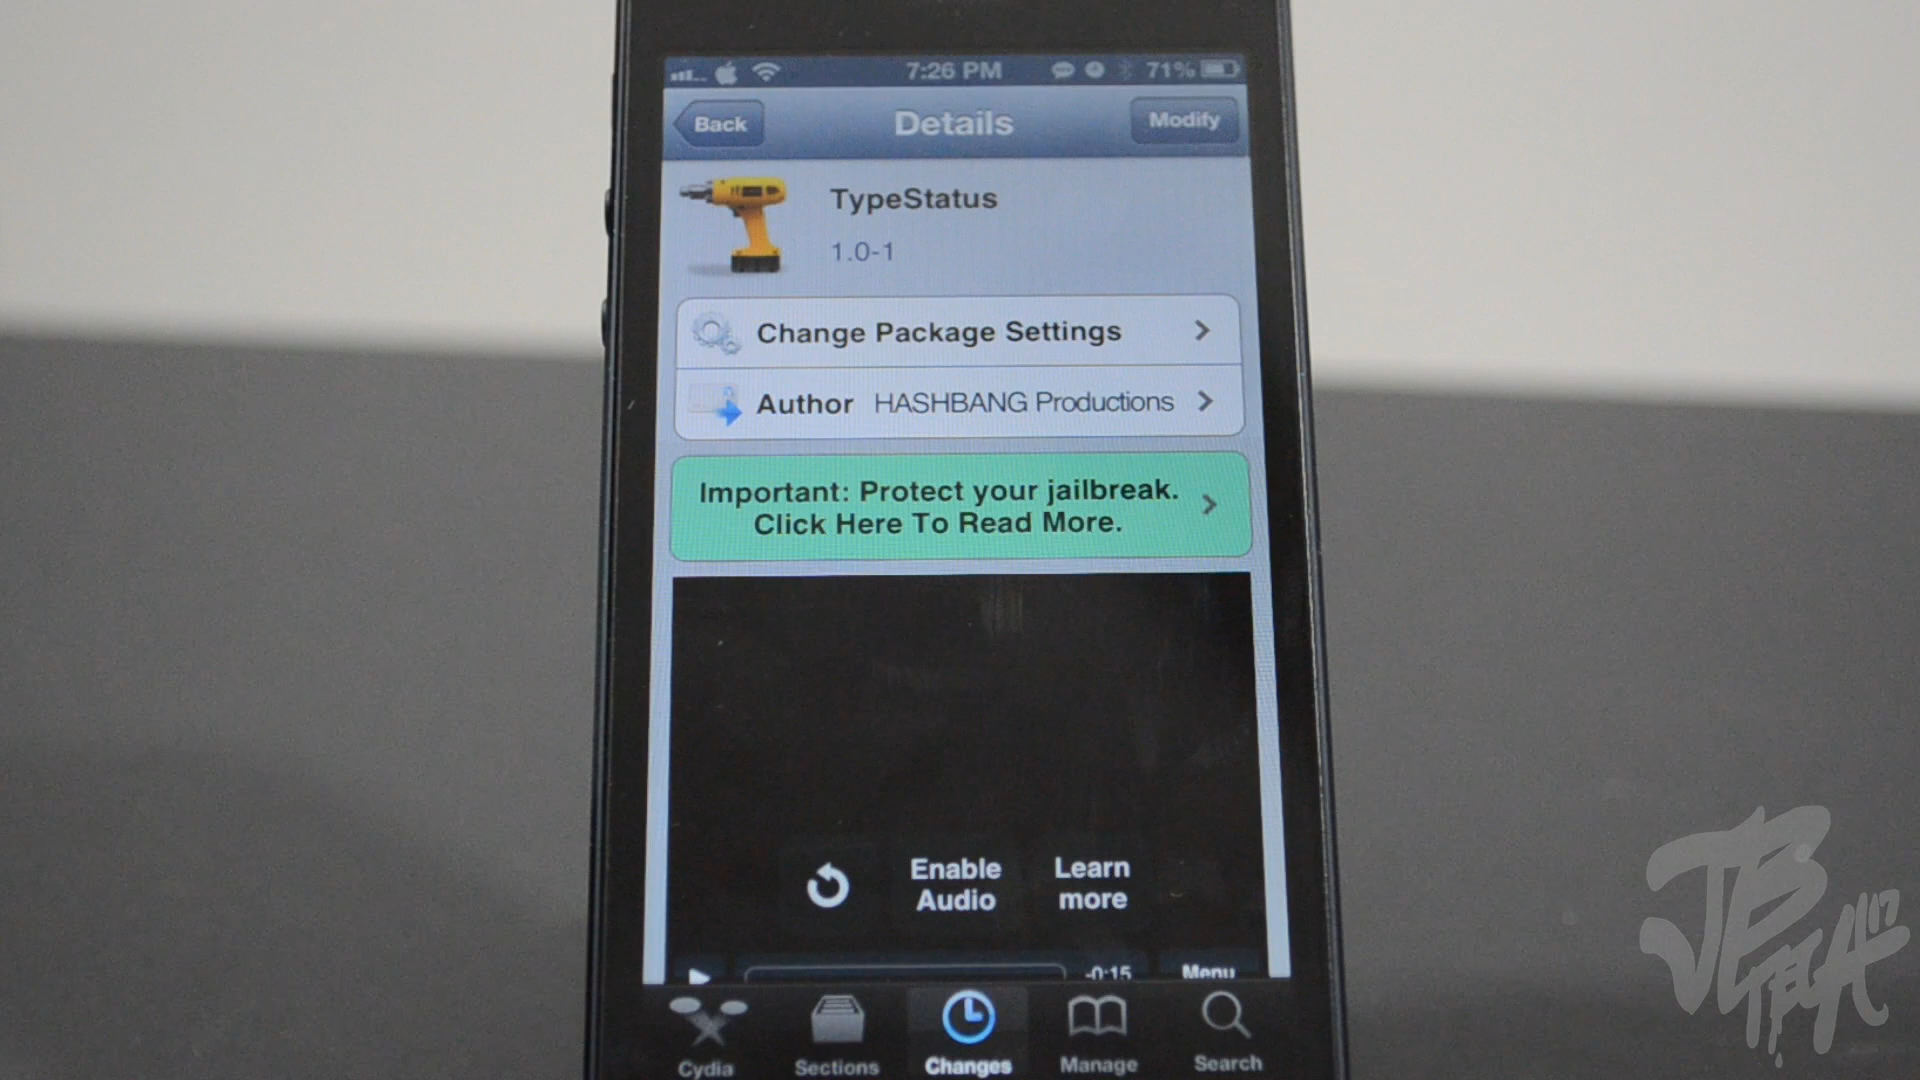 7:26 PM
71%
Back
Details
Modify
TypeStatus
1.0-1
Change Package Settings
Author HASHBANG Productions
Important: Protect your jailbreak.
Click Here To Read More.
Enable
Audio
Learn
more
-0:15
Menu
Cydia
Sections
Changes
Manage
Search
JB